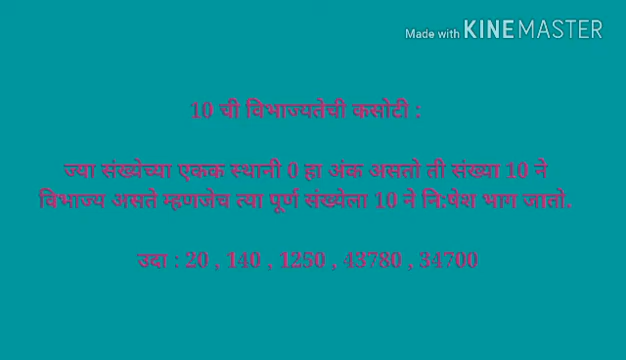 Made with KINEMASTER
10 ची विभाज्यतेची कसोटी :
ज्या संख्येच्या एकक स्थानी 0 हा अंक असतो ती संख्या 10 ने
विभाज्य असते म्हणजेच त्या पूर्ण संख्येला 10 ने नि:षेश भाग जातो.
उदा : 20 , 140 , 1250 , 43780 , 34700